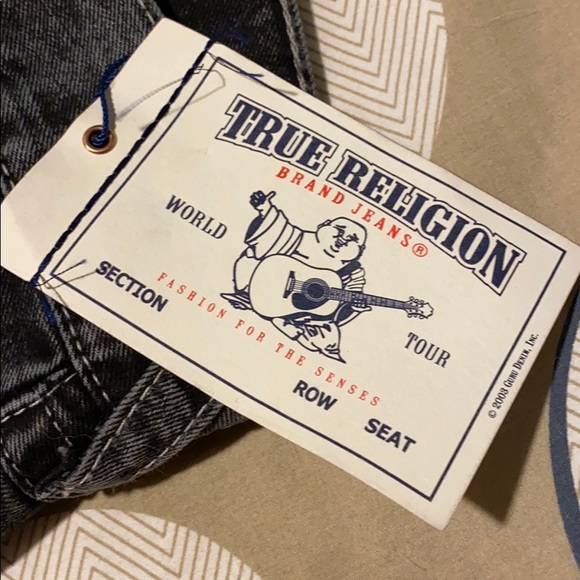 TRUE RELIGION
BRAND JEANS®
WORLD TOUR
FASHION FOR THE SENSES
SECTION ROW SEAT
© 2003 GURU DENIM, INC.